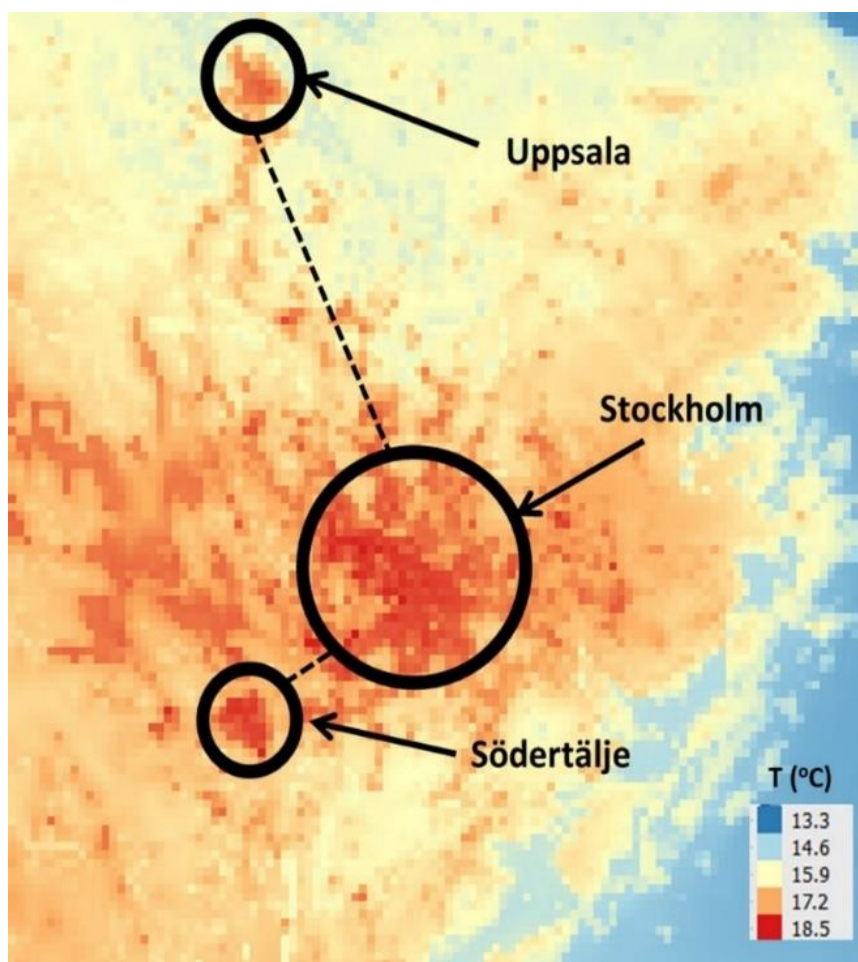 Uppsala
Stockholm
Södertälje
T (°C)
13.3
14.6
15.9
17.2
18.5